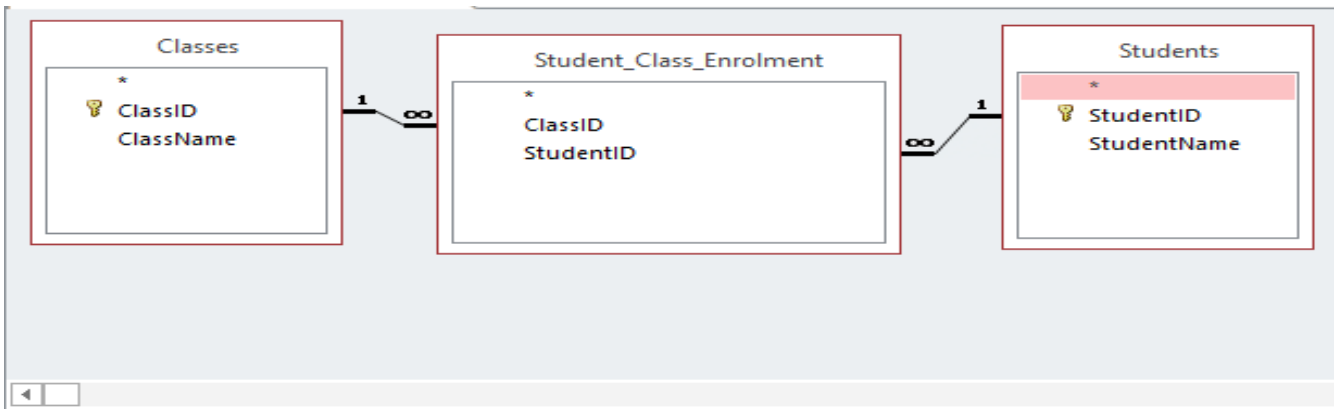 Classes
*
ClassID
ClassName
1
∞
Student_Class_Enrolment
*
ClassID
StudentID
∞
1
Students
*
StudentID
StudentName